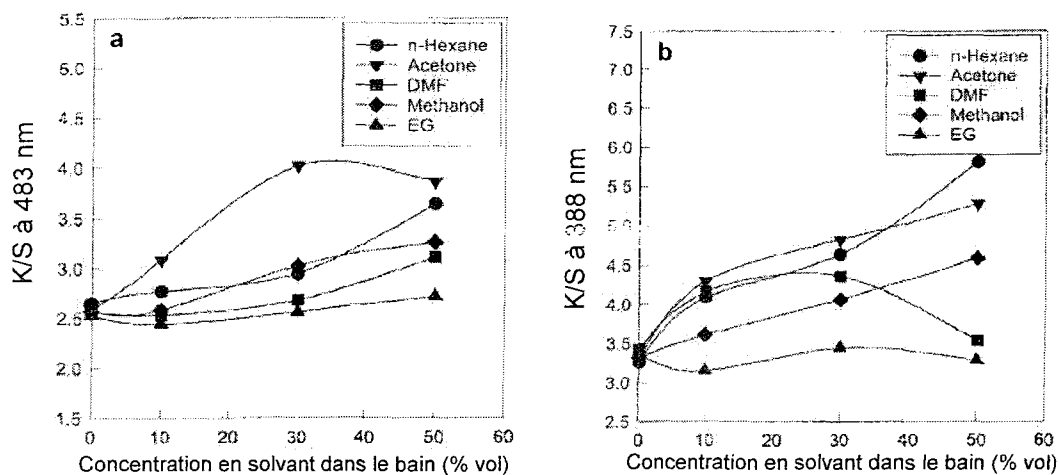 a
n-Hexane
Acetone
DMF
Methanol
EG
5.5
5.0
4.5
4.0
3.5
3.0
2.5
2.0
1.5
K/S à 483 nm
0 10 20 30 40 50 60
Concentration en solvant dans le bain (% vol)
b
n-Hexane
Acetone
DMF
Methanol
EG
7.5
7.0
6.5
6.0
5.5
5.0
4.5
4.0
3.5
3.0
2.5
K/S à 388 nm
0 10 20 30 40 50 60
Concentration en solvant dans le bain (% vol)